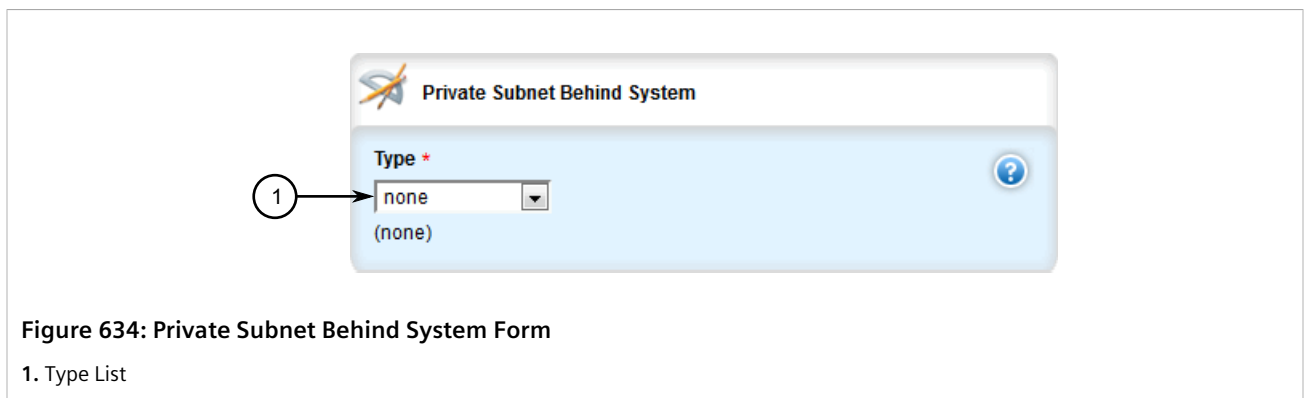 Private Subnet Behind System
Type *
1
none
(none)
Figure 634: Private Subnet Behind System Form
1. Type List